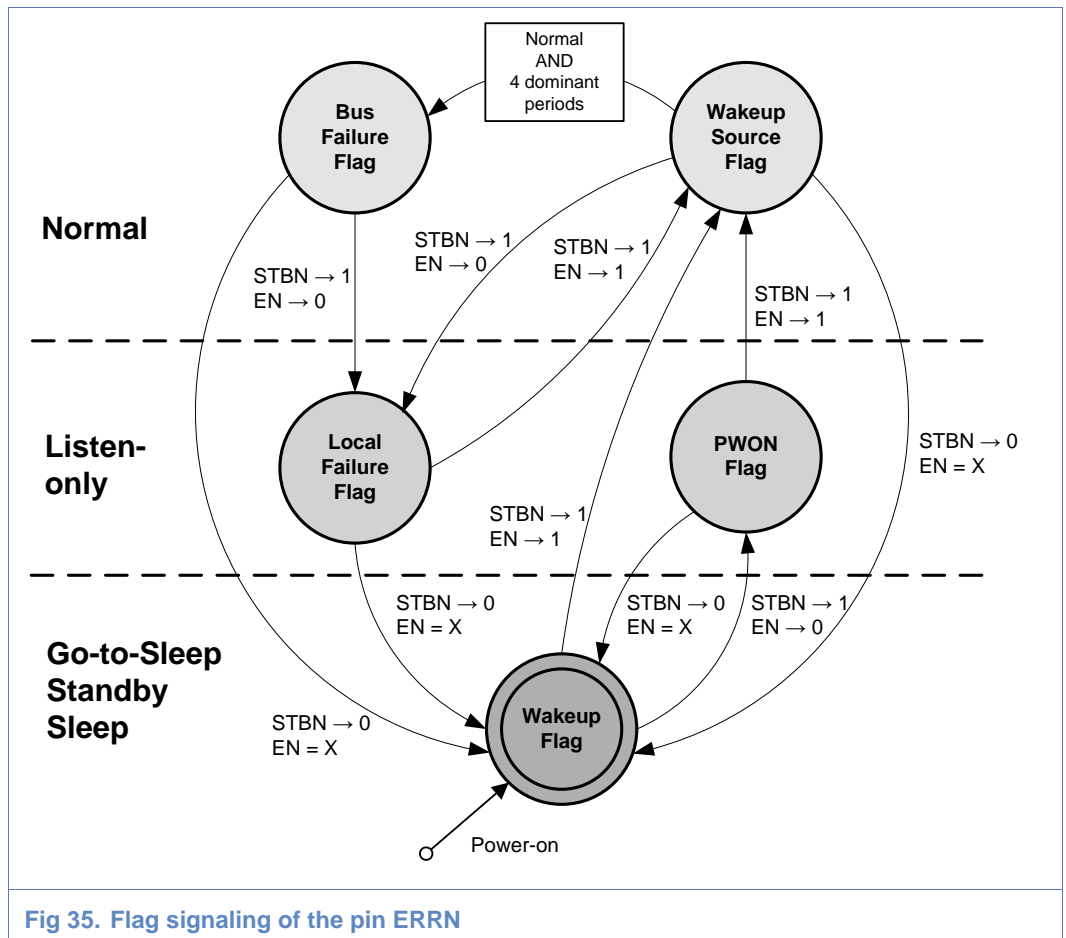 Normal
AND
4 dominant
periods
Bus
Failure
Flag
Wakeup
Source
Flag
Normal
STBN → 1
EN → 0
STBN → 1
EN → 0
STBN → 1
EN → 1
STBN → 1
EN → 1
Listen-
only
Local
Failure
Flag
PWON
Flag
STBN → 0
EN = X
STBN → 1
EN → 1
STBN → 0
EN = X
STBN → 0
EN = X
STBN → 1
EN → 0
Go-to-Sleep
Standby
Sleep
STBN → 0
EN = X
Wakeup
Flag
Power-on
Fig 35. Flag signaling of the pin ERRN